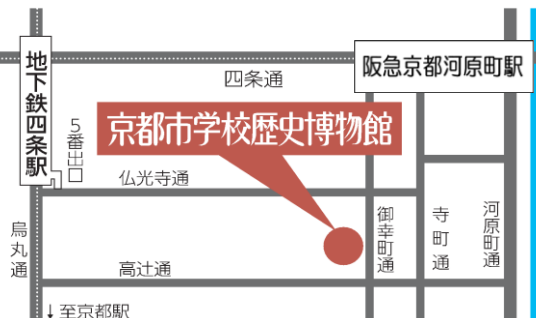 地下鉄四条駅
阪急京都河原町駅
四条通
京都市学校歴史博物館
5番出口
仏光寺通
烏丸通
御幸町通
寺町通
河原町通
高辻通
↓至京都駅